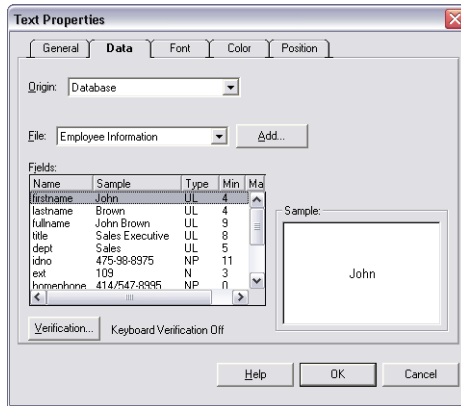 Text Properties
General Data Font Color Position
Origin: Database
File: Employee Information Add...
Fields:
Name Sample Type Min Ma
firstname John UL 4
lastname Brown UL 4
fullname John Brown UL 9
title Sales Executive UL 8
dept Sales UL 5
idno 475-98-8975 NP 11
ext 109 N 3
homephone 414/547-8995 NP 0
Sample:
John
Verification... Keyboard Verification Off
Help OK Cancel